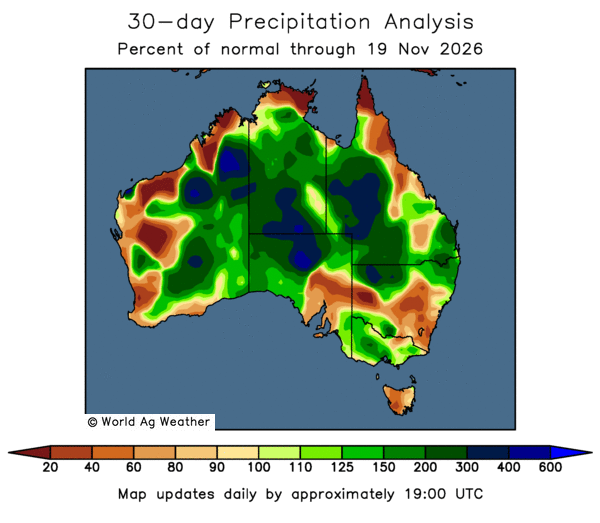 30-day Precipitation Analysis
Percent of normal through 19 Nov 2026
© World Ag Weather
20 40 60 80 90 100 110 125 150 200 300 400 600
Map updates daily by approximately 19:00 UTC